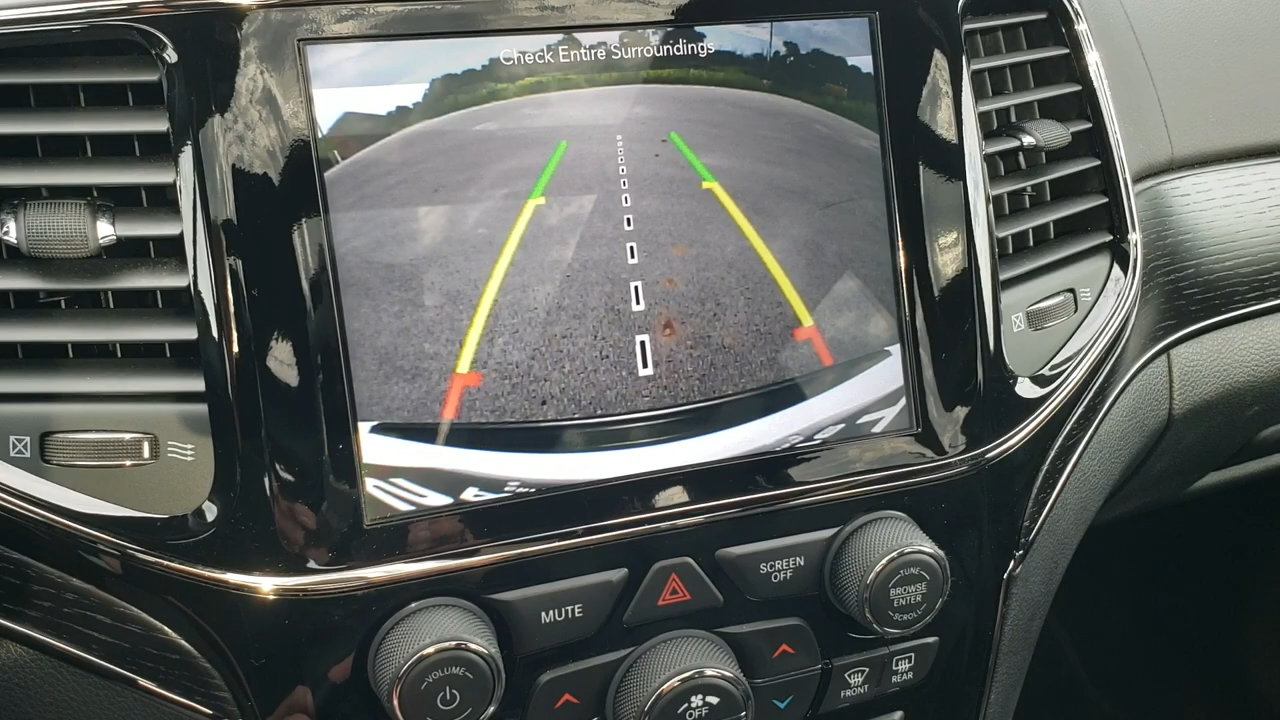 Check Entire Surroundings
MUTE
SCREEN
OFF
TUNE
BROWSE
ENTER
SCROLL
VOLUME
OFF
FRONT
REAR